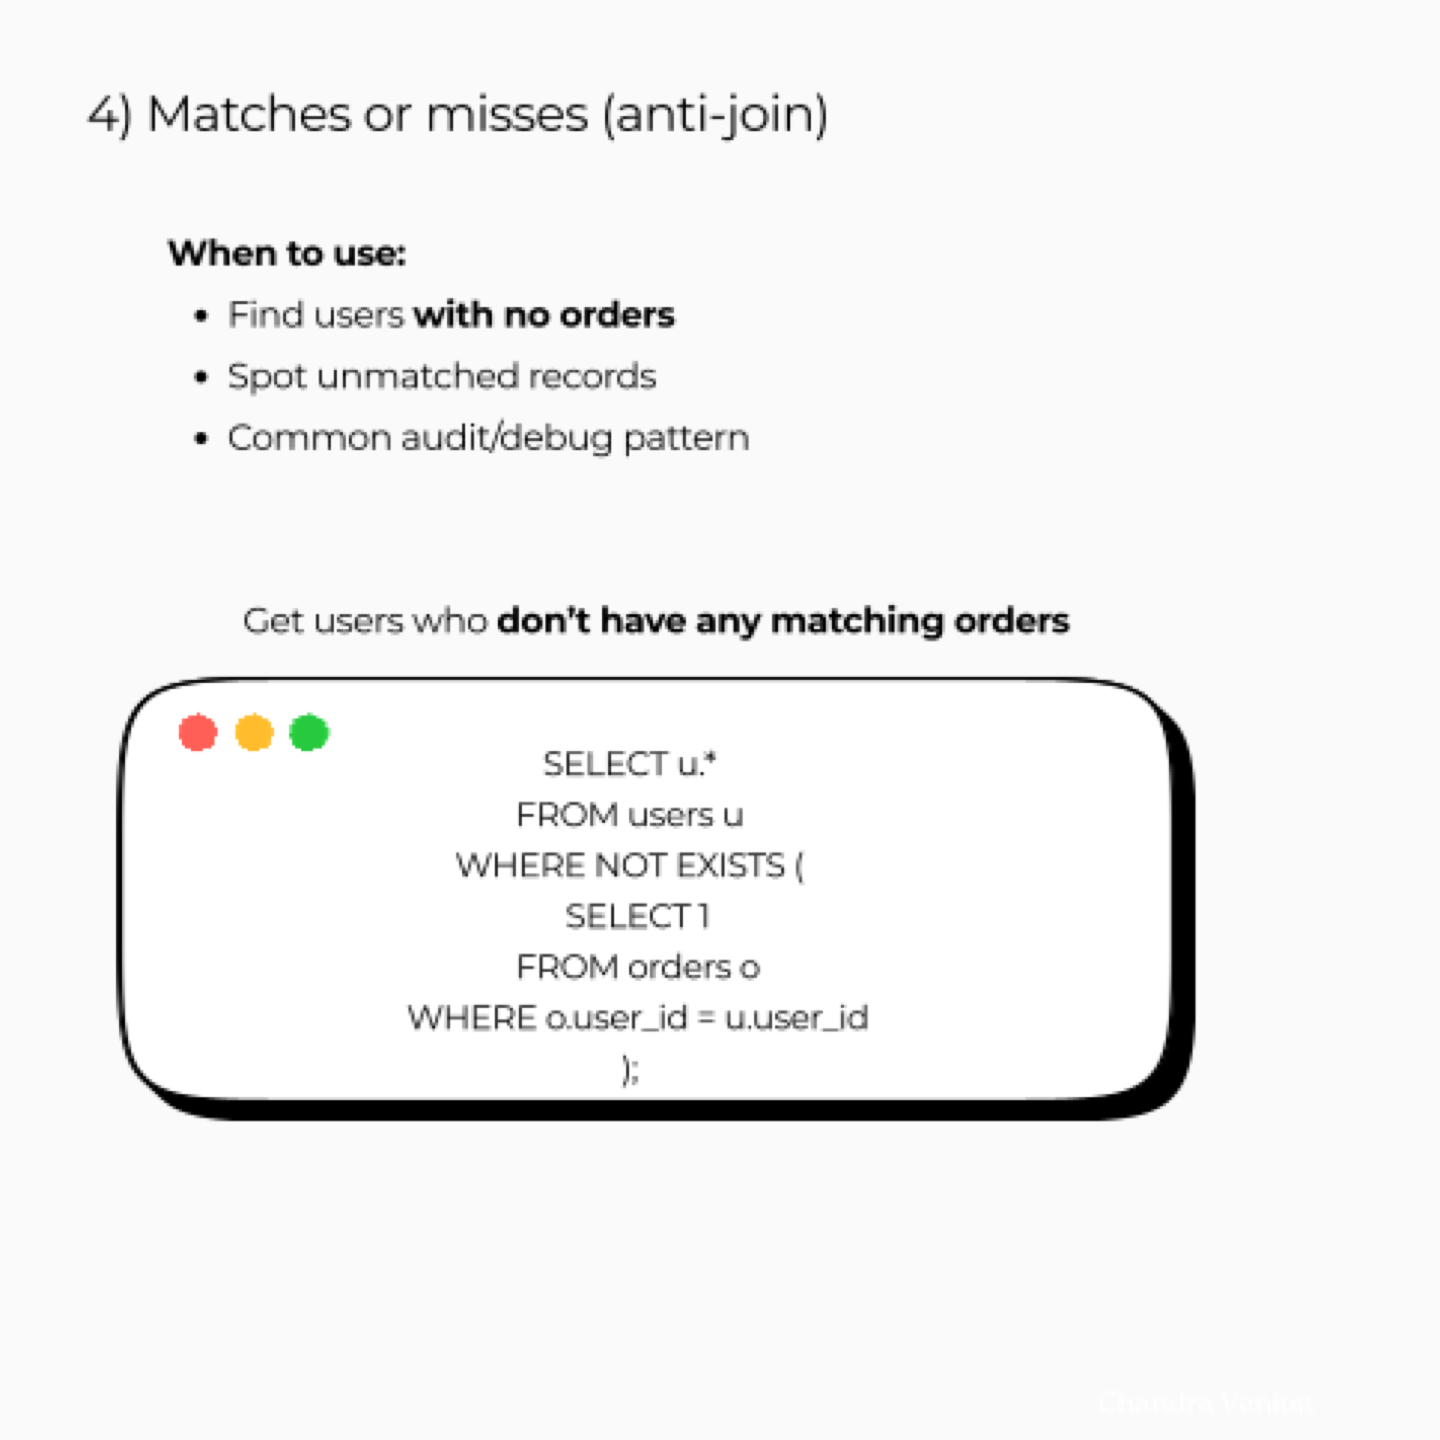 4) Matches or misses (anti-join)
When to use:
• Find users with no orders
• Spot unmatched records
• Common audit/debug pattern
Get users who don't have any matching orders
SELECT u.*
FROM users u
WHERE NOT EXISTS (
SELECT 1
FROM orders o
WHERE o.user_id = u.user_id
);